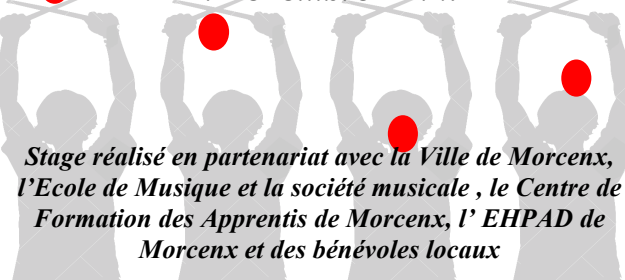 Stage réalisé en partenariat avec la Ville de Morcenx,
l’Ecole de Musique et la société musicale , le Centre de
Formation des Apprentis de Morcenx, l’ EHPAD de
Morcenx et des bénévoles locaux